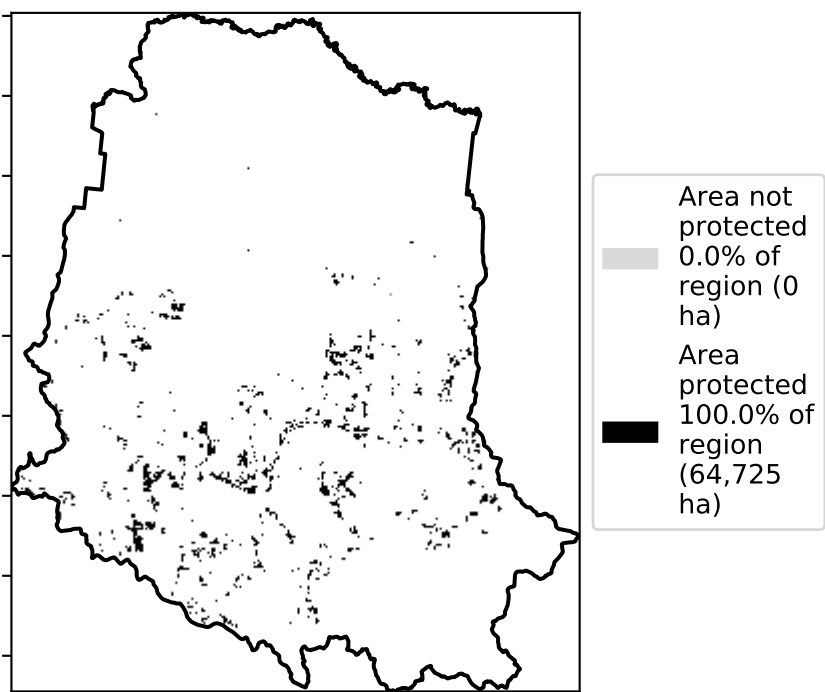 Area not
protected
0.0% of
region (0
ha)
Area
protected
100.0% of
region
(64,725
ha)